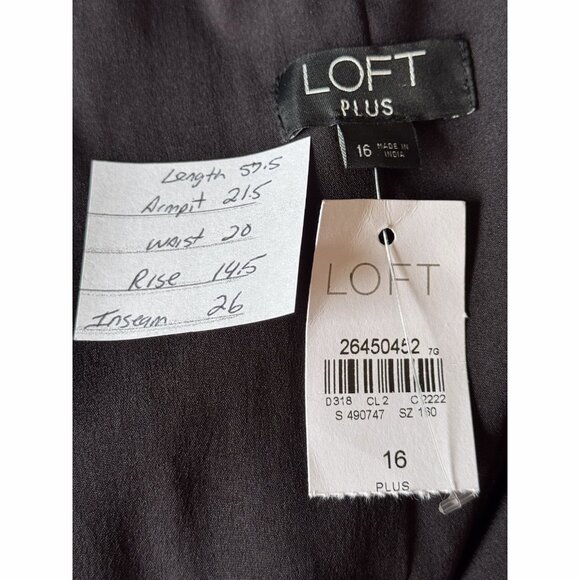 LOFT
PLUS
16 MADE IN INDIA
Length 57.5
Armpit 21.5
Waist 20
Rise 14.5
Inseam 26
LOFT
26450452 7G
D318 CL2 C2222
S 490747 SZ 160
16
PLUS